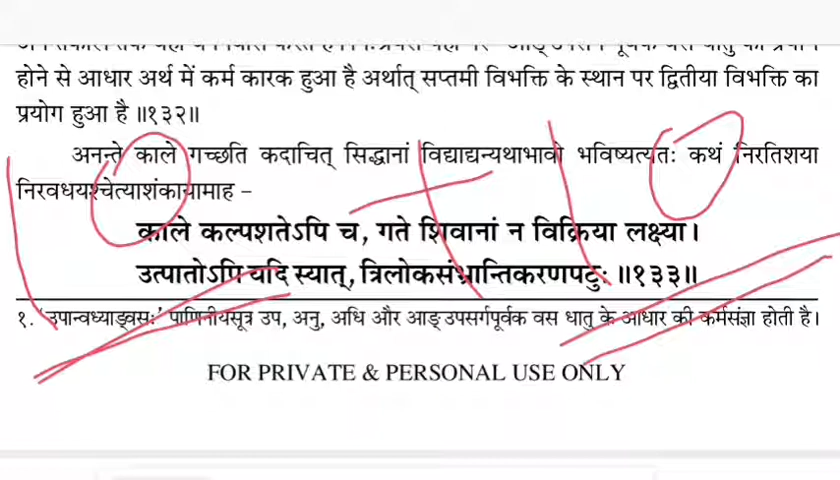 होने से आधार अर्थ में कर्म कारक हुआ है अर्थात् सप्तमी विभक्ति के स्थान पर द्वितीया विभक्ति का
प्रयोग हुआ है ॥१३२॥
अनन्ते काले गच्छति कदाचित् सिद्धानां विद्याद्यन्यथाभावो भविष्यत्यतः कथं निरतिशया
निरवधयश्चेत्याशंकायामाह –
काले कल्पशतेऽपि च, गते शिवानां न विक्रिया लक्ष्या।
उत्पातोऽपि यदि स्यात्, त्रिलोकसंभ्रान्तिकरणपटुः ॥१३३॥
१. 'उपान्वध्याङ्वसः' पाणिनीयसूत्र उप, अनु, अधि और आङ् उपसर्गपूर्वक वस धातु के आधार की कर्मसंज्ञा होती है।
FOR PRIVATE & PERSONAL USE ONLY